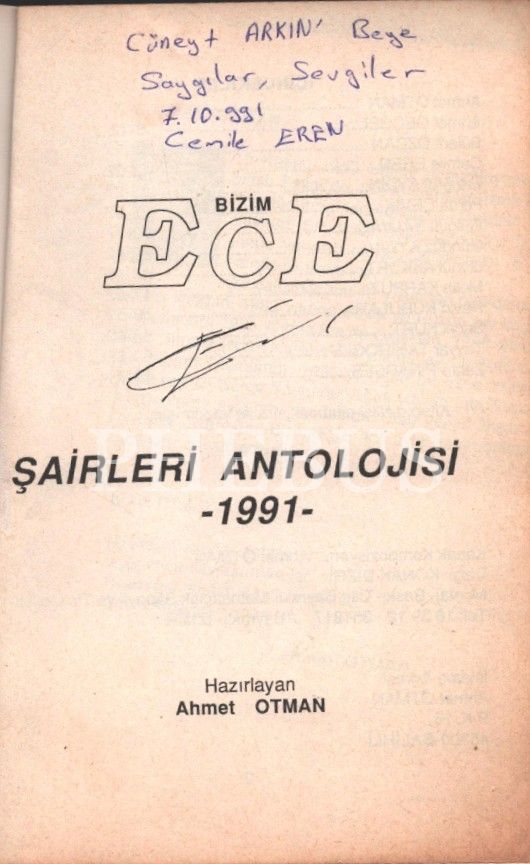 Cüneyt ARKIN' Beye
Saygılar, Sevgiler
7.10.991
Cemile EREN
BİZİM
ECE
ŞAİRLERİ ANTOLOJİSİ
PHEBUS
-1991-
Hazırlayan
Ahmet OTMAN